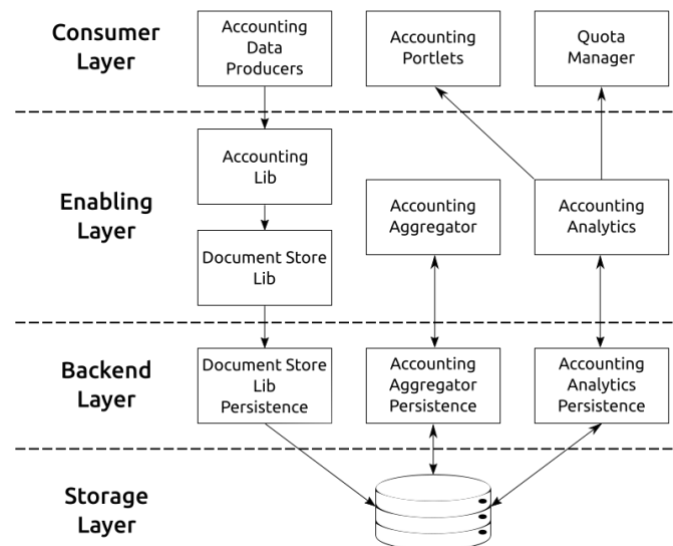 Consumer
Layer
Accounting
Data
Producers
Accounting
Portlets
Quota
Manager
Enabling
Layer
Accounting
Lib
Document Store
Lib
Accounting
Aggregator
Accounting
Analytics
Backend
Layer
Document Store
Lib
Persistence
Accounting
Aggregator
Persistence
Accounting
Analytics
Persistence
Storage
Layer